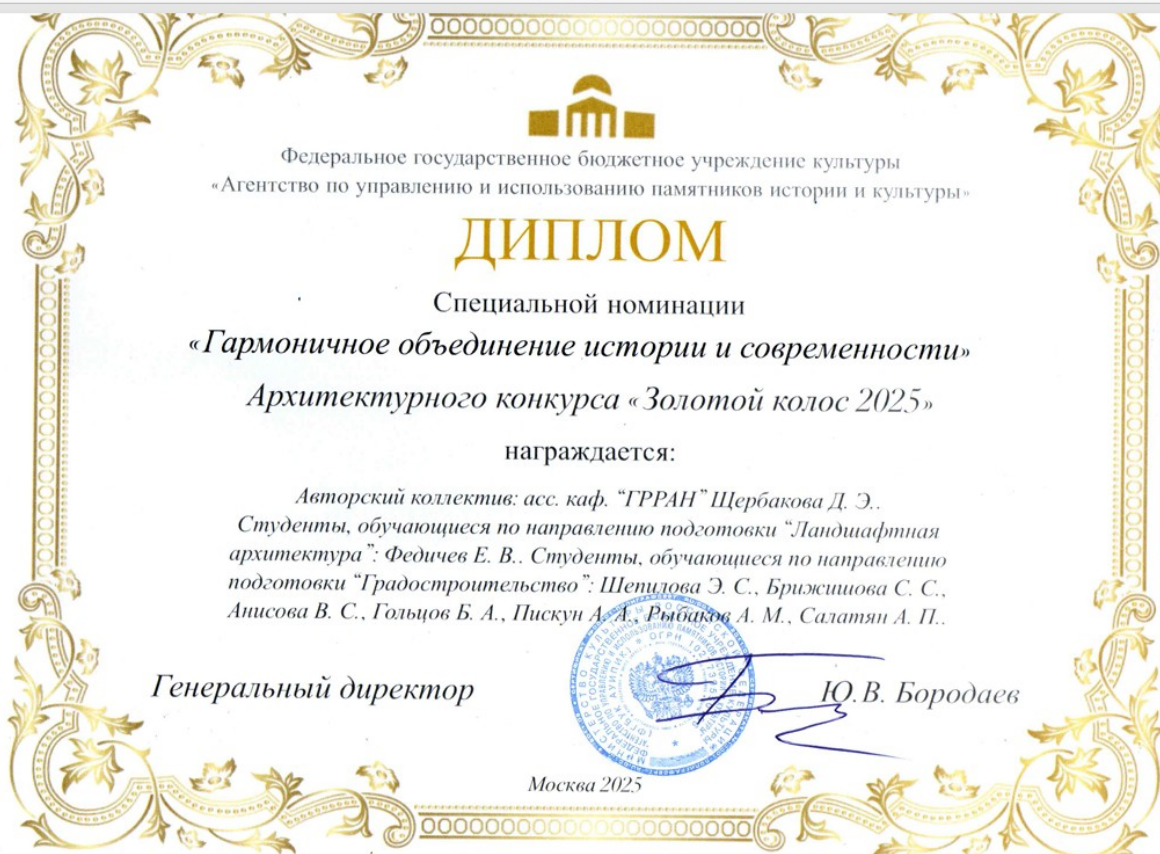 Федеральное государственное бюджетное учреждение культуры
«Агентство по управлению и использованию памятников истории и культуры»
ДИПЛОМ
Специальной номинации
«Гармоничное объединение истории и современности»
Архитектурного конкурса «Золотой колос 2025»
награждается:
Авторский коллектив: асс. каф. “ГРРАН” Щербакова Д. Э..
Студенты, обучающиеся по направлению подготовки “Ландшафтная
архитектура”: Федичев Е. В.. Студенты, обучающиеся по направлению
подготовки “Градостроительство”: Шепилова Э. С., Брижишова С. С.,
Анисова В. С., Гольцов Б. А., Пискун А. А., Рыбаков А. М., Салатян А. П..
Генеральный директор
Ю.В. Бородаев
Москва 2025